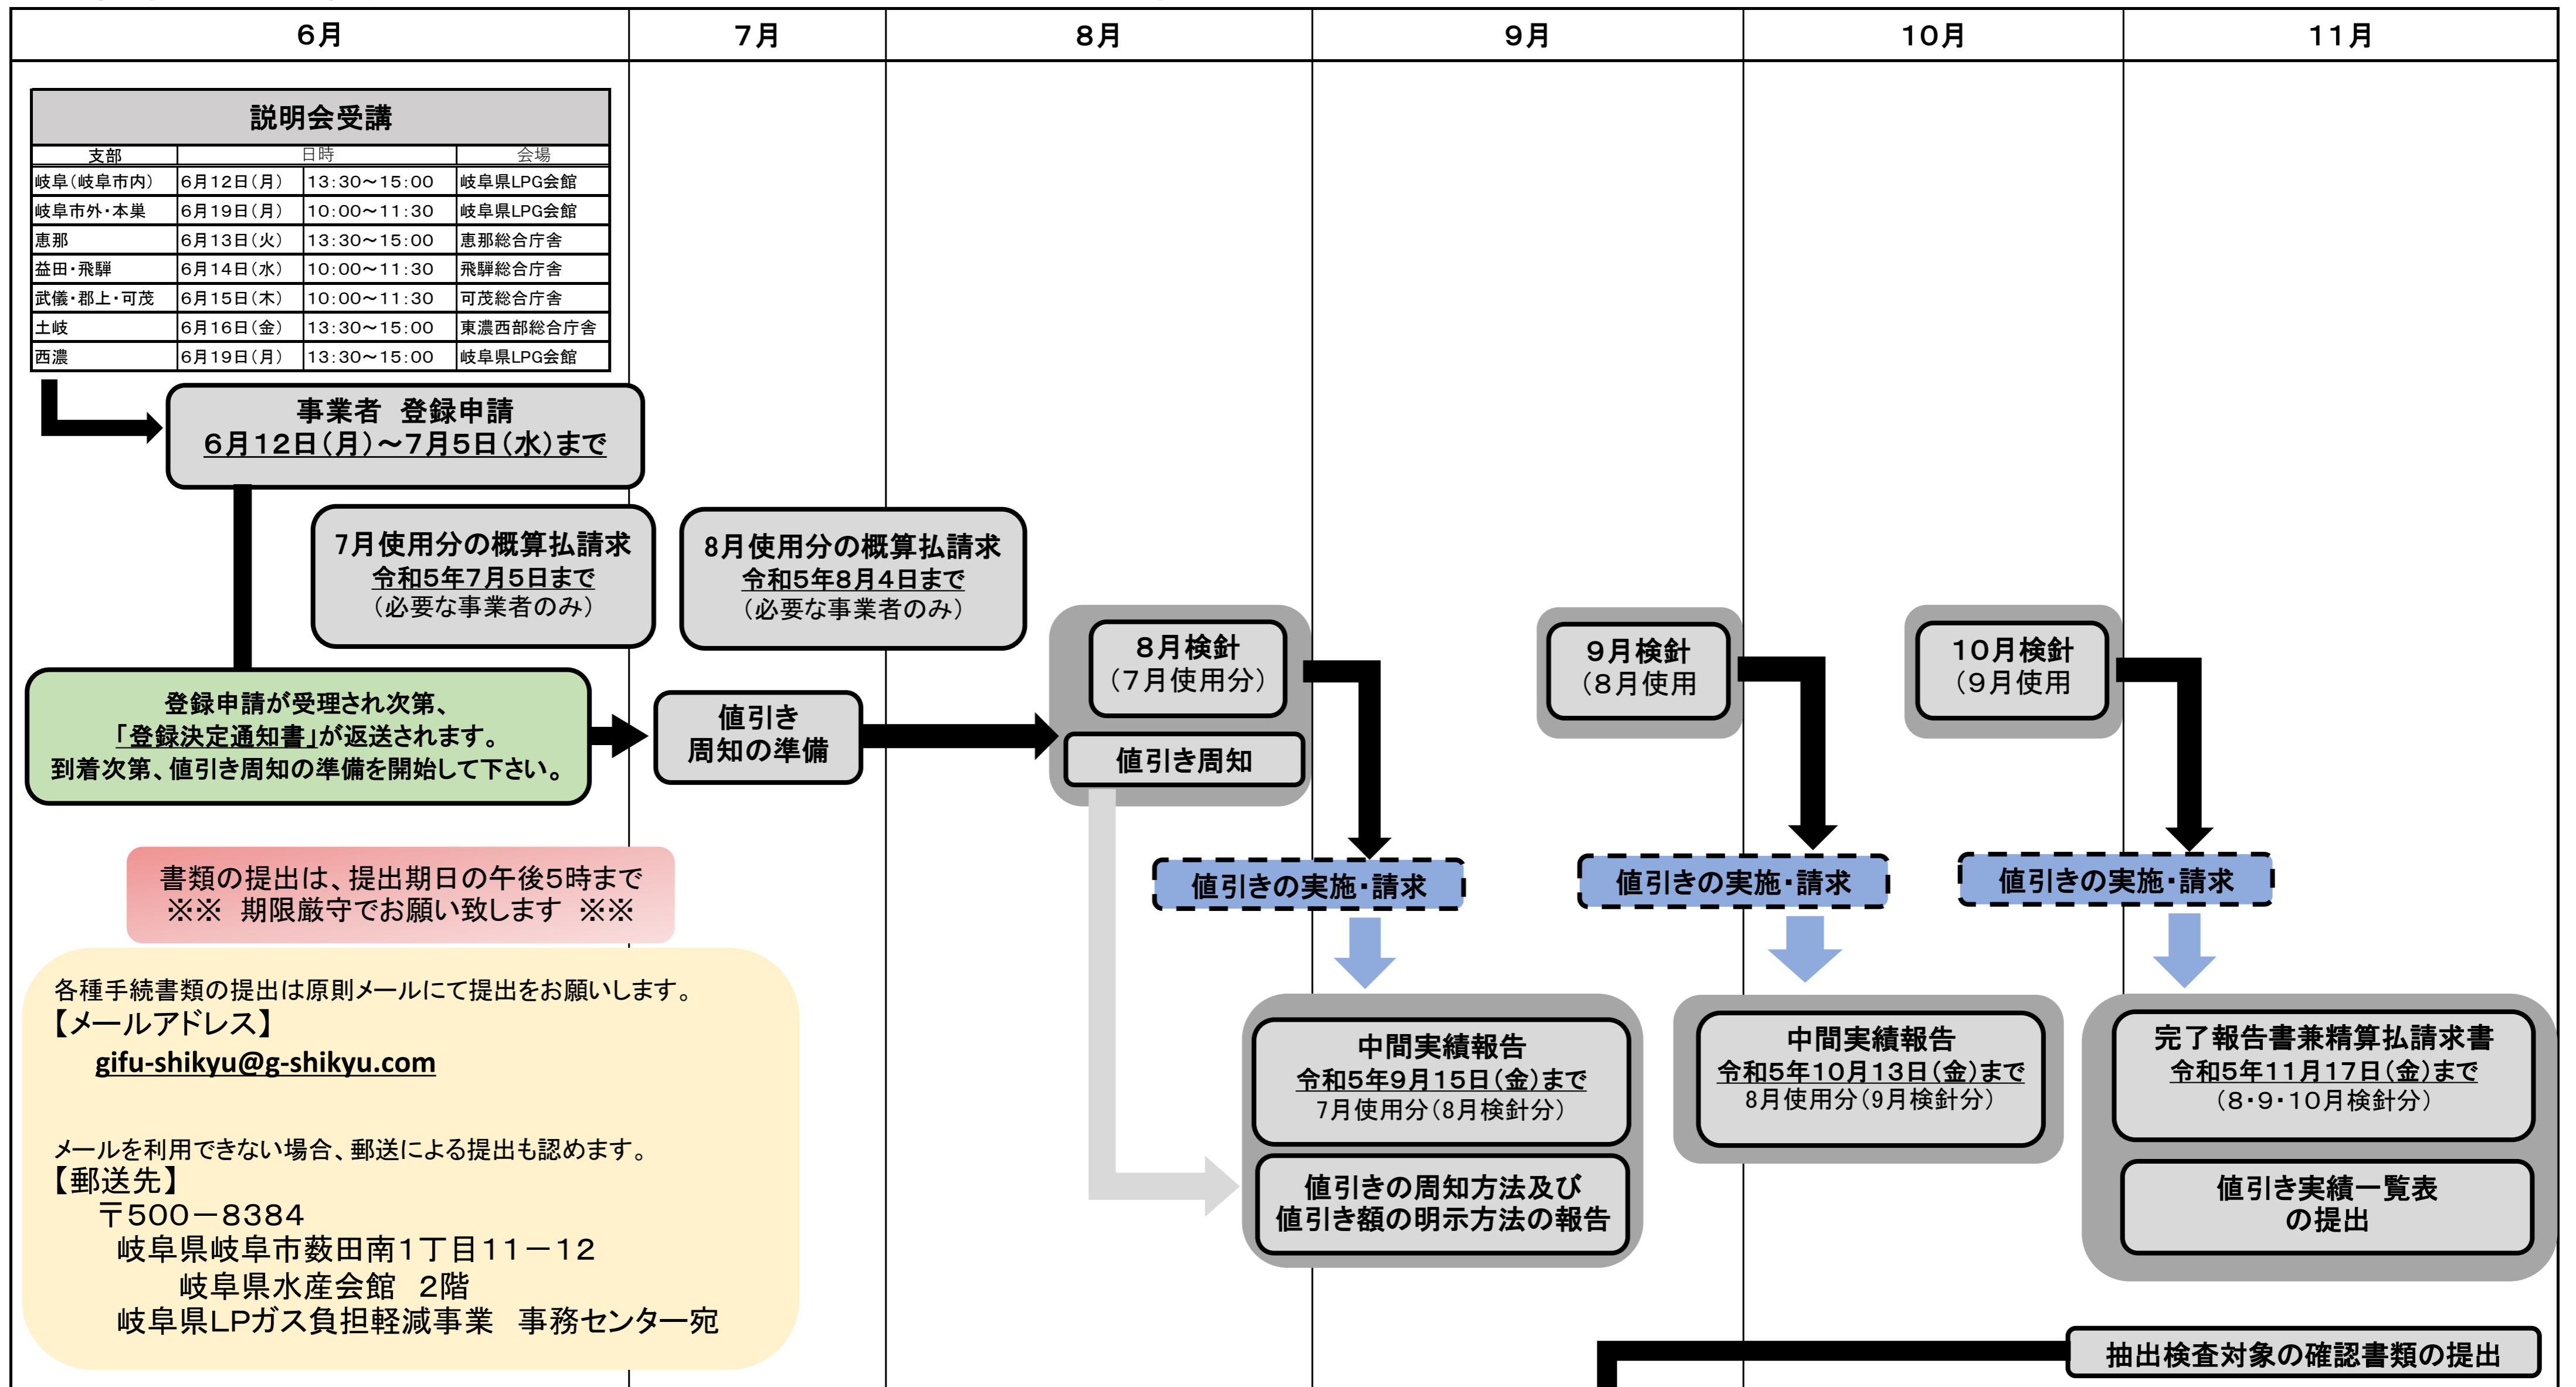 6月 7月 8月 9月 10月 11月
説明会受講
支部 日時 会場
岐阜(岐阜市内) 6月12日(月) 13:30～15:00 岐阜県LPG会館
岐阜市外・本巣 6月19日(月) 10:00～11:30 岐阜県LPG会館
恵那 6月13日(火) 13:30～15:00 恵那総合庁舎
益田・飛騨 6月14日(水) 10:00～11:30 飛騨総合庁舎
武儀・郡上・可茂 6月15日(木) 10:00～11:30 可茂総合庁舎
土岐 6月16日(金) 13:30～15:00 東濃西部総合庁舎
西濃 6月19日(月) 13:30～15:00 岐阜県LPG会館
事業者 登録申請
6月12日(月)～7月5日(水)まで
7月使用分の概算払請求
令和5年7月5日まで
(必要な事業者のみ)
8月使用分の概算払請求
令和5年8月4日まで
(必要な事業者のみ)
登録申請が受理され次第、
「登録決定通知書」が返送されます。
到着次第、値引き周知の準備を開始して下さい。
値引き
周知の準備
8月検針
(7月使用分)
値引き周知
9月検針
(8月使用
10月検針
(9月使用
値引きの実施・請求
値引きの実施・請求
値引きの実施・請求
書類の提出は、提出期日の午後5時まで
※※ 期限厳守でお願い致します ※※
各種手続書類の提出は原則メールにて提出をお願いします。
【メールアドレス】
gifu-shikyu@g-shikyu.com
メールを利用できない場合、郵送による提出も認めます。
【郵送先】
〒500－8384
岐阜県岐阜市薮田南1丁目11－12
岐阜県水産会館 2階
岐阜県LPガス負担軽減事業 事務センター宛
中間実績報告
令和5年9月15日(金)まで
7月使用分(8月検針分)
値引きの周知方法及び
値引き額の明示方法の報告
中間実績報告
令和5年10月13日(金)まで
8月使用分(9月検針分)
完了報告書兼精算払請求書
令和5年11月17日(金)まで
(8・9・10月検針分)
値引き実績一覧表
の提出
抽出検査対象の確認書類の提出